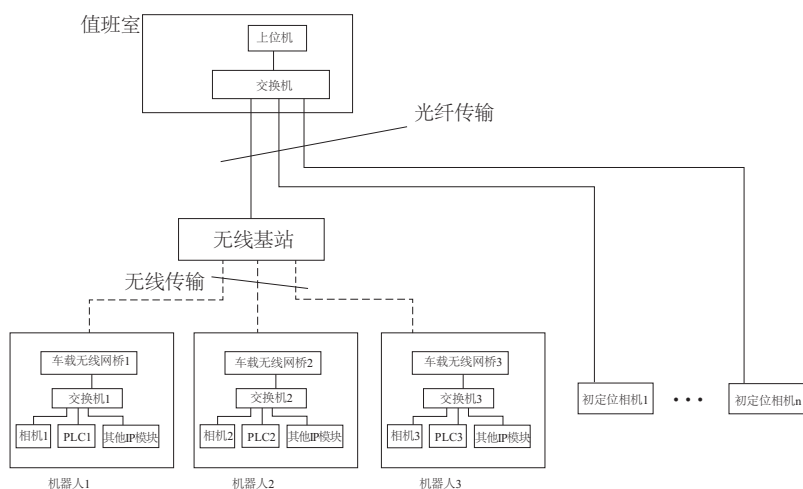 值班室
上位机
交换机
光纤传输
无线基站
无线传输
车载无线网桥1
交换机1
相机1
PLC1
其他IP模块
机器人1
车载无线网桥2
交换机2
相机2
PLC2
其他IP模块
机器人2
车载无线网桥3
交换机3
相机3
PLC3
其他IP模块
机器人3
初定位相机1
• • •
初定位相机n